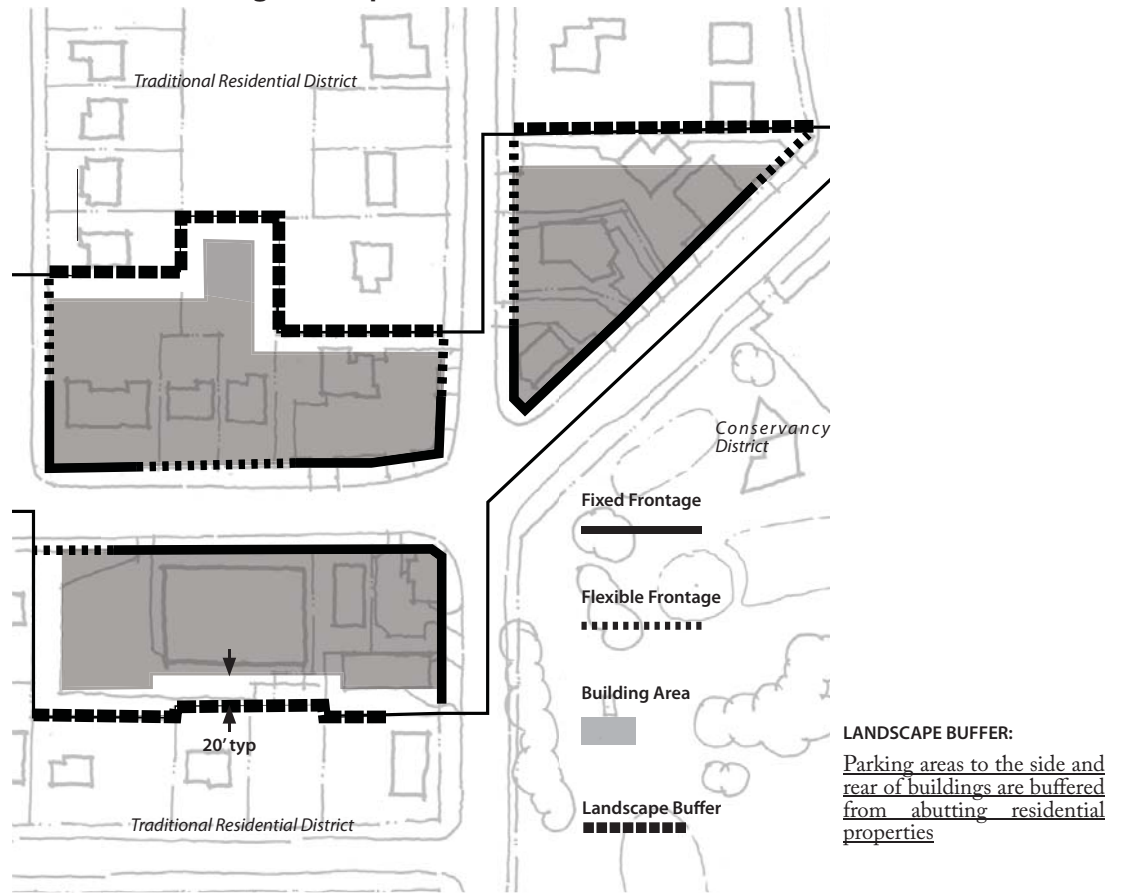 Traditional Residential District
Conservancy
District
Fixed Frontage
Flexible Frontage
Building Area
20' typ
LANDSCAPE BUFFER:
Parking areas to the side and
rear of buildings are buffered
from abutting residential
properties
Landscape Buffer
Traditional Residential District